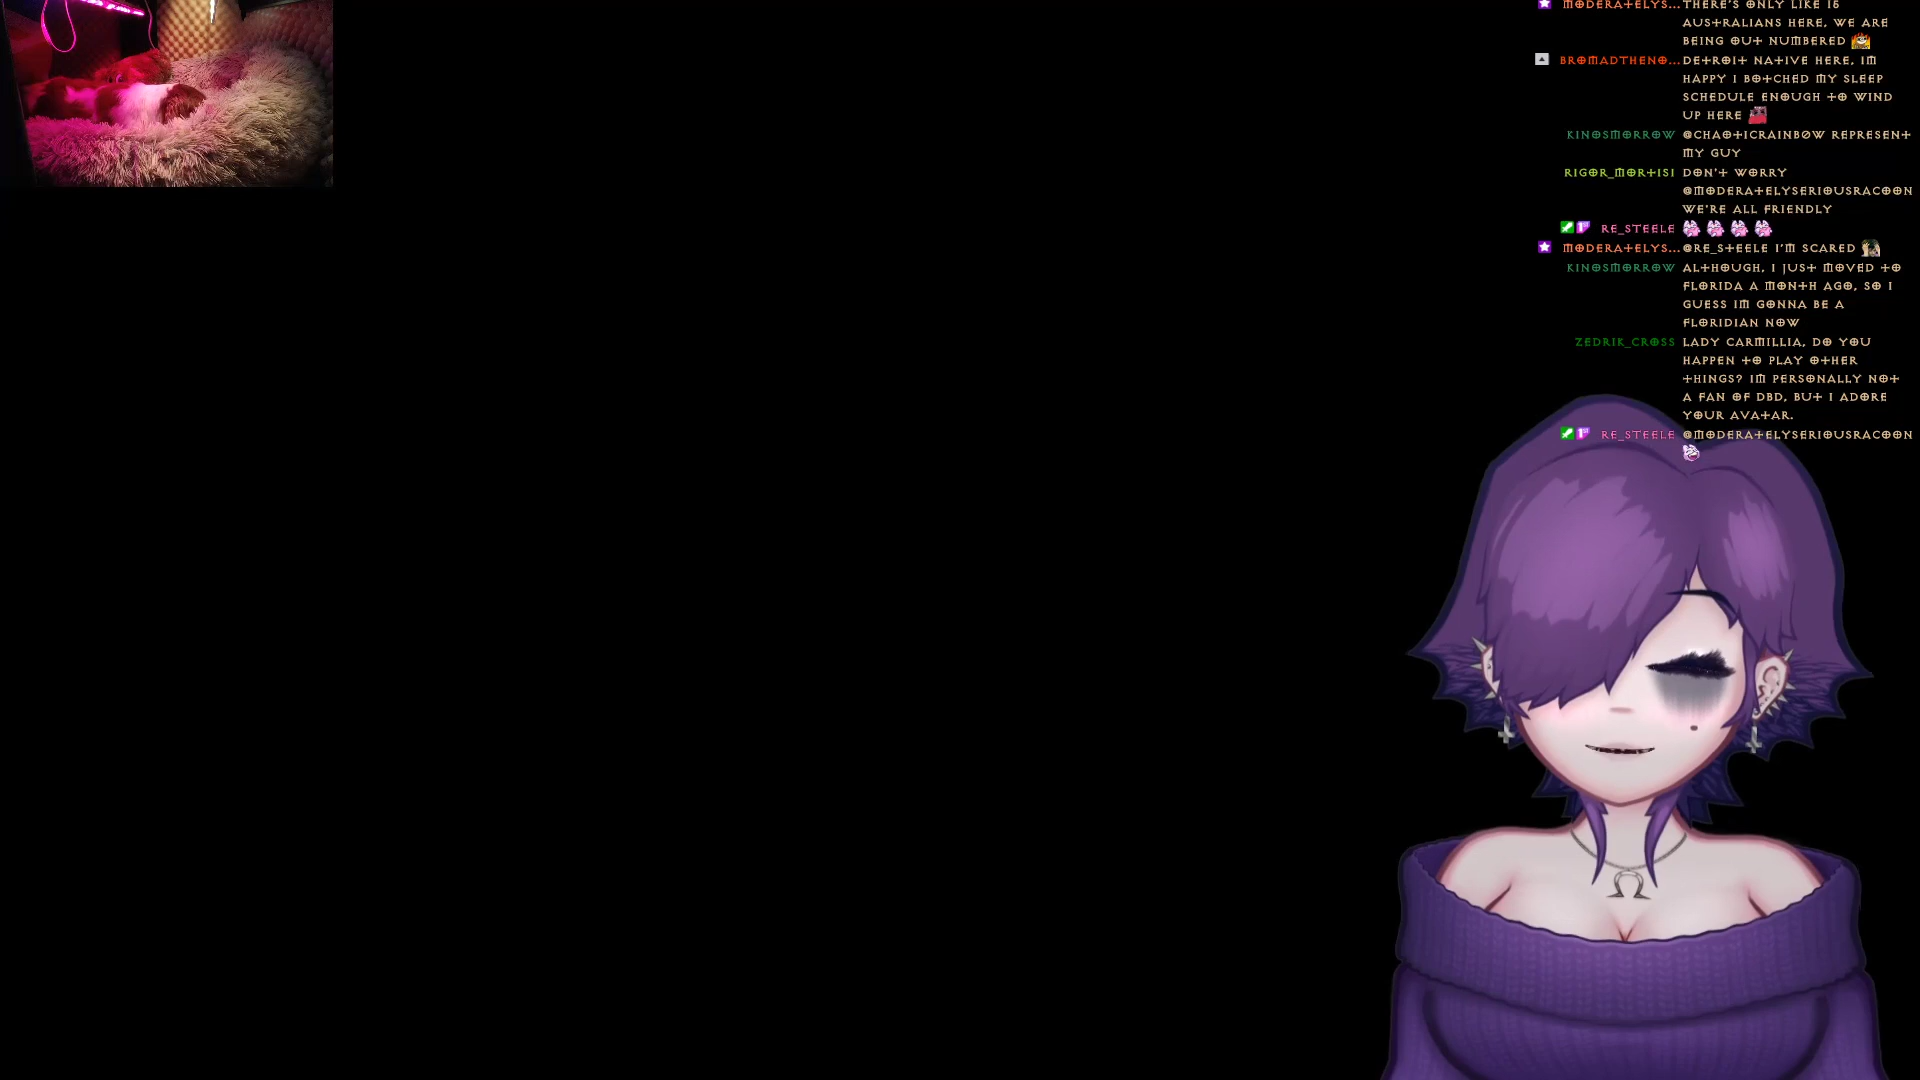 MODERATELYS... THERE'S ONLY LIKE 15
AUSTRALIANS HERE, WE ARE
BEING OUT NUMBERED
BROMADTHENO... DETROIT NATIVE HERE, IM
HAPPY I BOTCHED MY SLEEP
SCHEDULE ENOUGH TO WIND
UP HERE
KINOSMORROW @CHAOTICRAINBOW REPRESENT
MY GUY
RIGOR_MORTIS1 DON'T WORRY
@MODERATELYSERIOUSRACOON
WE'RE ALL FRIENDLY
RE_STEELE
MODERATELYS... @RE_STEELE I'M SCARED
KINOSMORROW ALTHOUGH, I JUST MOVED TO
FLORIDA A MONTH AGO, SO I
GUESS IM GONNA BE A
FLORIDIAN NOW
ZEDRIK_CROSS LADY CARMILLIA, DO YOU
HAPPEN TO PLAY OTHER
THINGS? IM PERSONALLY NOT
A FAN OF DBD, BUT I ADORE
YOUR AVATAR.
RE_STEELE @MODERATELYSERIOUSRACOON